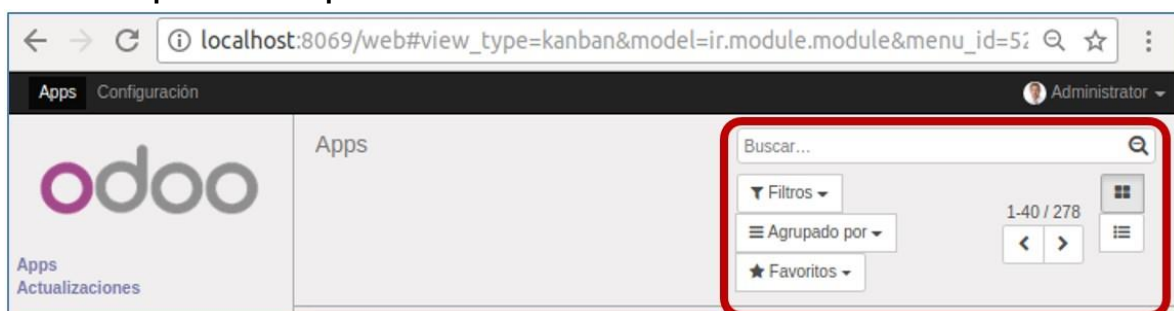 localhost:8069/web#view_type=kanban&model=ir.module.module&menu_id=52
Apps Configuración Administrator
odoo
Apps
Buscar...
Filtros
Agrupado por
Favoritos
1-40 / 278
Apps
Actualizaciones